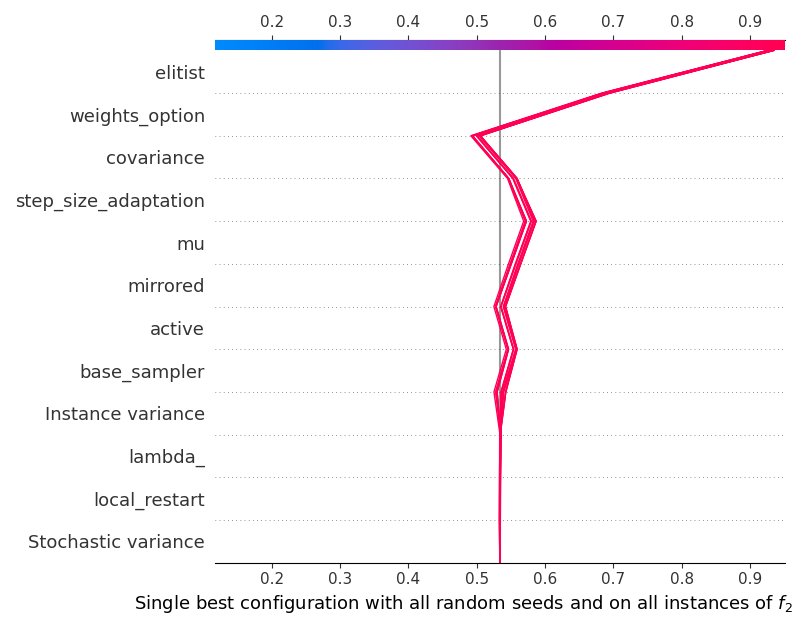 0.2 0.3 0.4 0.5 0.6 0.7 0.8 0.9
elitist
weights_option
covariance
step_size_adaptation
mu
mirrored
active
base_sampler
Instance variance
lambda_
local_restart
Stochastic variance
0.2 0.3 0.4 0.5 0.6 0.7 0.8 0.9
Single best configuration with all random seeds and on all instances of f₂